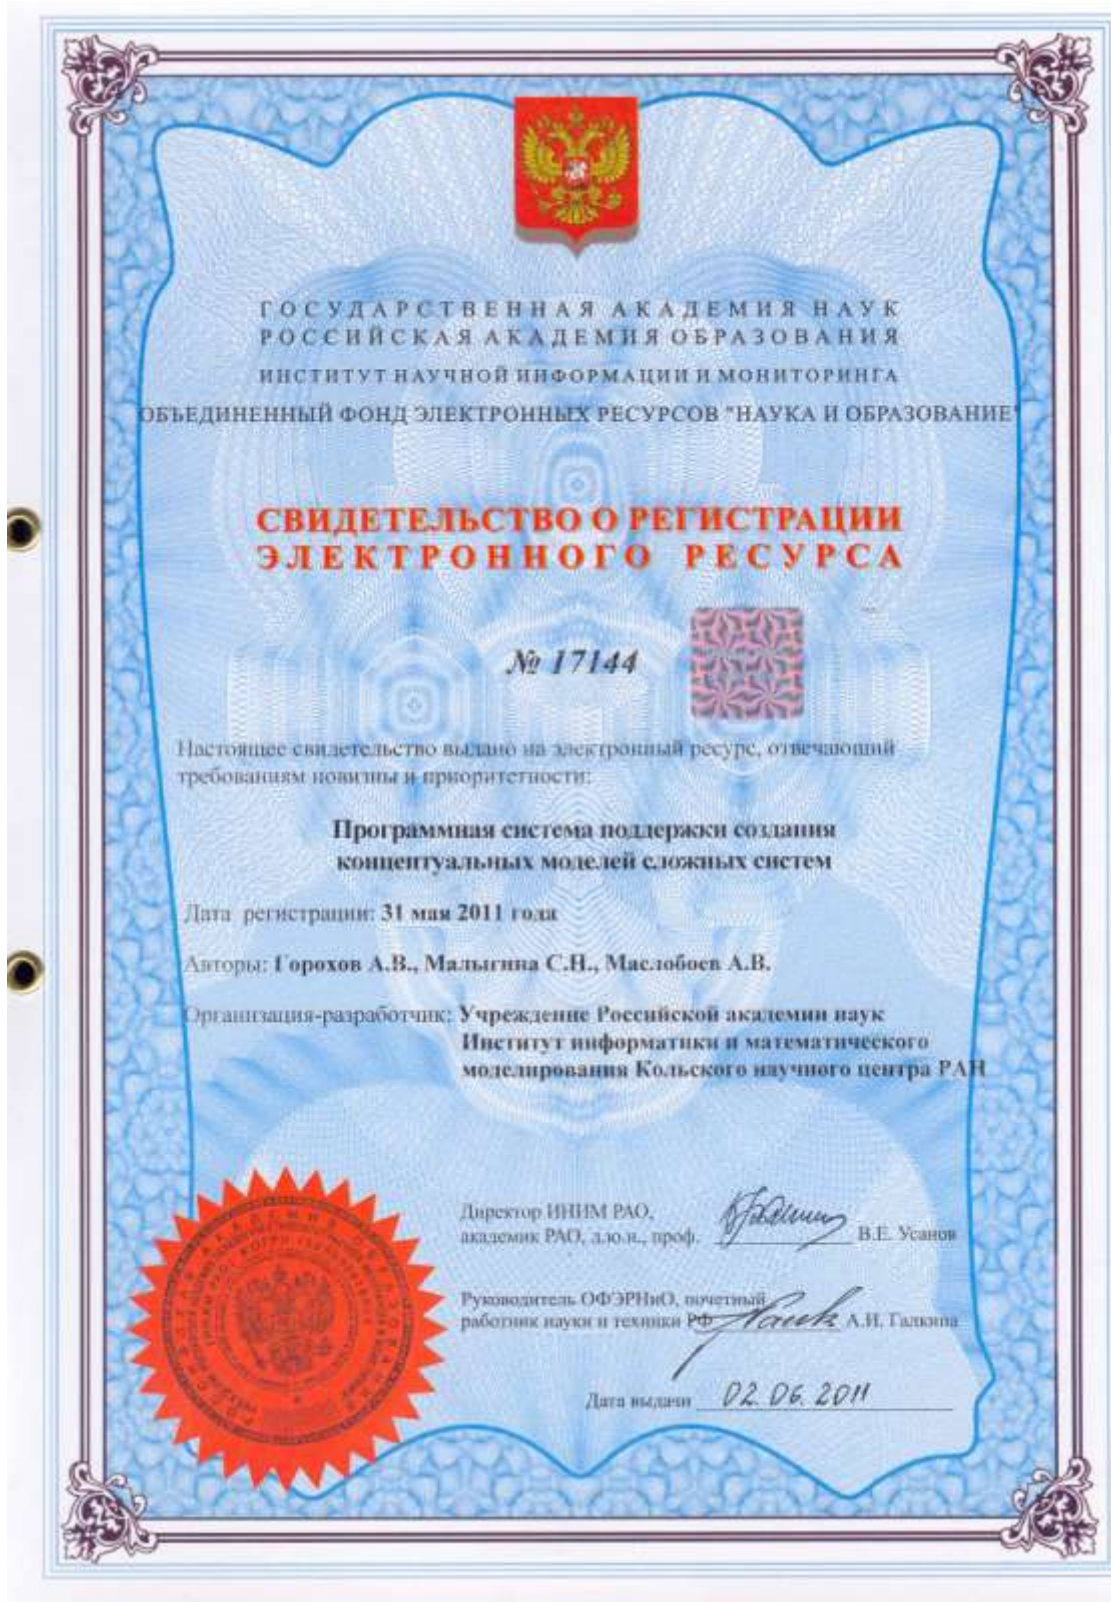 ГОСУДАРСТВЕННАЯ АКАДЕМИЯ НАУК
РОССИЙСКАЯ АКАДЕМИЯ ОБРАЗОВАНИЯ
ИНСТИТУТ НАУЧНОЙ ИНФОРМАЦИИ И МОНИТОРИНГА
ОБЪЕДИНЕННЫЙ ФОНД ЭЛЕКТРОННЫХ РЕСУРСОВ "НАУКА И ОБРАЗОВАНИЕ"
СВИДЕТЕЛЬСТВО О РЕГИСТРАЦИИ
ЭЛЕКТРОННОГО РЕСУРСА
№ 17144
Настоящее свидетельство выдано на электронный ресурс, отвечающий
требованиям новизны и приоритетности:
Программная система поддержки создания
концептуальных моделей сложных систем
Дата регистрации: 31 мая 2011 года
Авторы: Горохов А.В., Малыгина С.Н., Маслобоев А.В.
Организация-разработчик: Учреждение Российской академии наук
Институт информатики и математического
моделирования Кольского научного центра РАН
Директор ИНИМ РАО,
академик РАО, д.ю.н., проф. В.Е. Усанов
Руководитель ОФЭРНиО, почетный
работник науки и техники РФ А.И. Галкина
Дата выдачи 02.06.2011